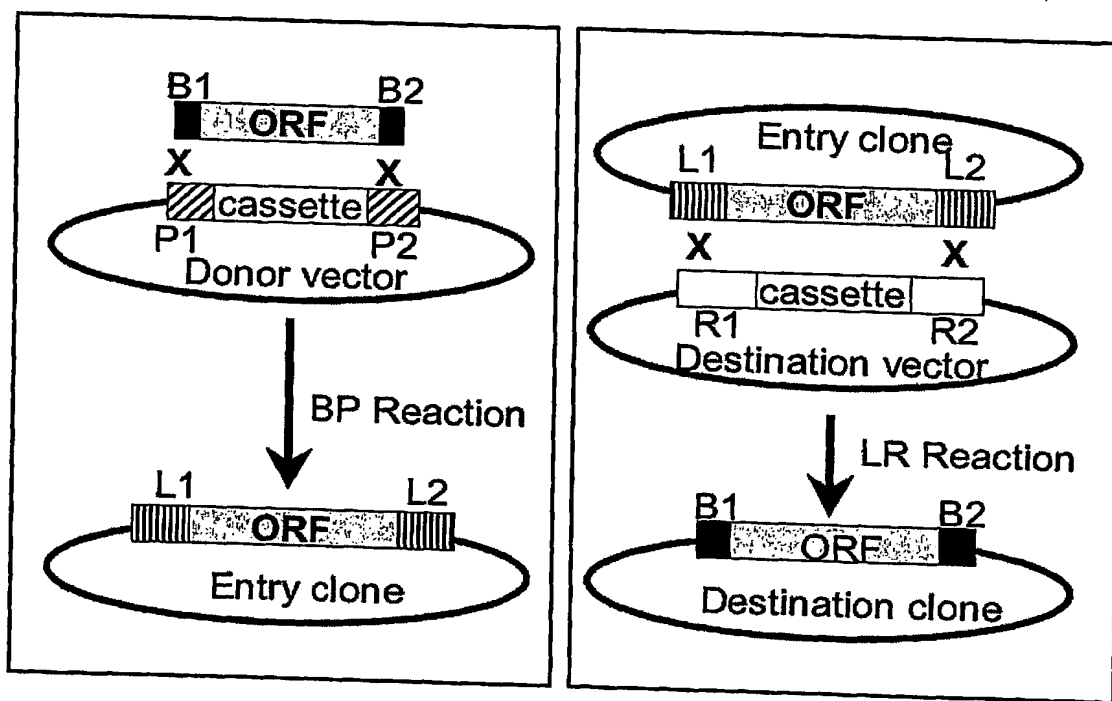 B1 B2
ORF
X X
cassette
P1 P2
Donor vector
BP Reaction
L1 L2
ORF
Entry clone
Entry clone
L1 L2
ORF
X X
cassette
R1 R2
Destination vector
LR Reaction
B1 B2
ORF
Destination clone